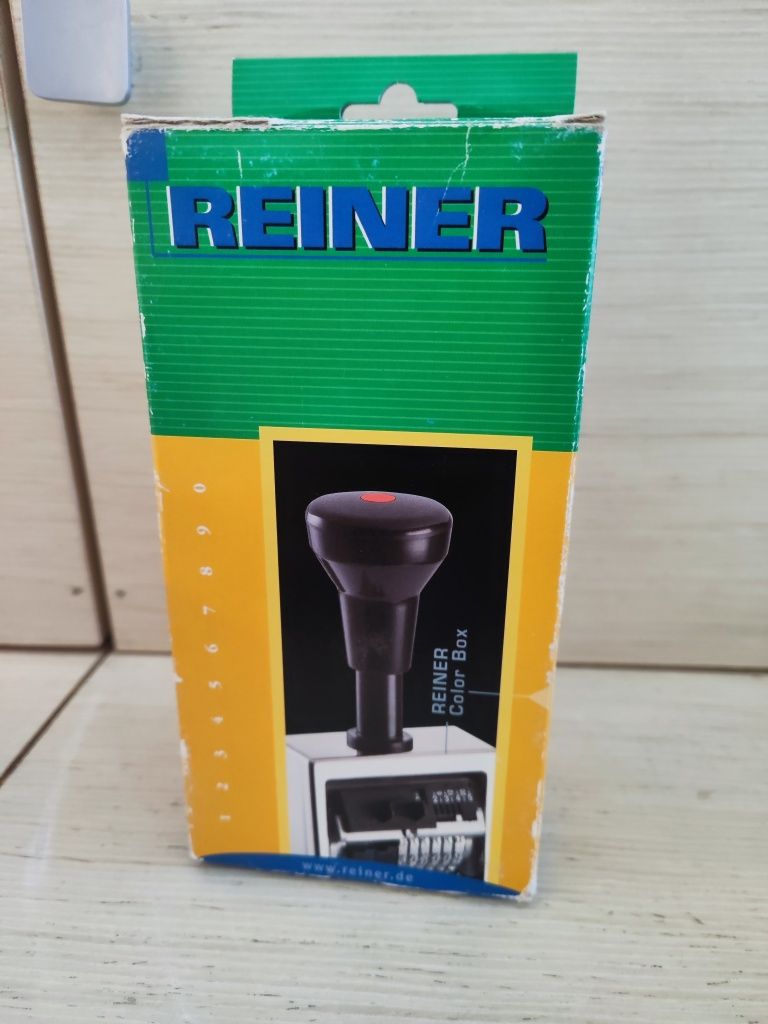 REINER
1 2 3 4 5 6 7 8 9 0
REINER
Color Box
www.reiner.de